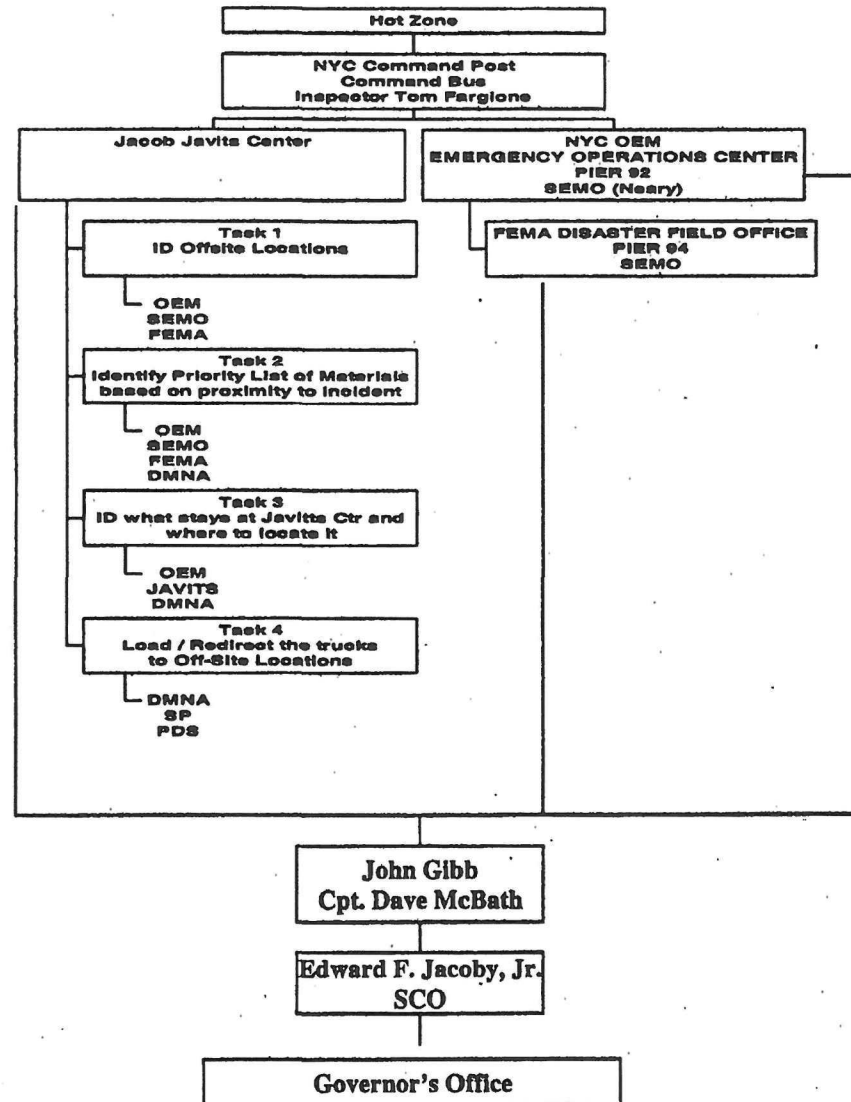 Hot Zone
NYC Command Post
Command Bus
Inspector Tom Fargione
Jacob Javits Center
NYC OEM
EMERGENCY OPERATIONS CENTER
PIER 92
SEMO (Neary)
FEMA DISASTER FIELD OFFICE
PIER 94
SEMO
Task 1
ID Offsite Locations
OEM
SEMO
FEMA
Task 2
Identify Priority List of Materials
based on proximity to incident
OEM
SEMO
FEMA
DMNA
Task 3
ID what stays at Javitts Ctr and
where to locate it
OEM
JAVITS
DMNA
Task 4
Load / Redirect the trucks
to Off-Site Locations
DMNA
SP
PDS
John Gibb
Cpt. Dave McBath
Edward F. Jacoby, Jr.
SCO
Governor's Office